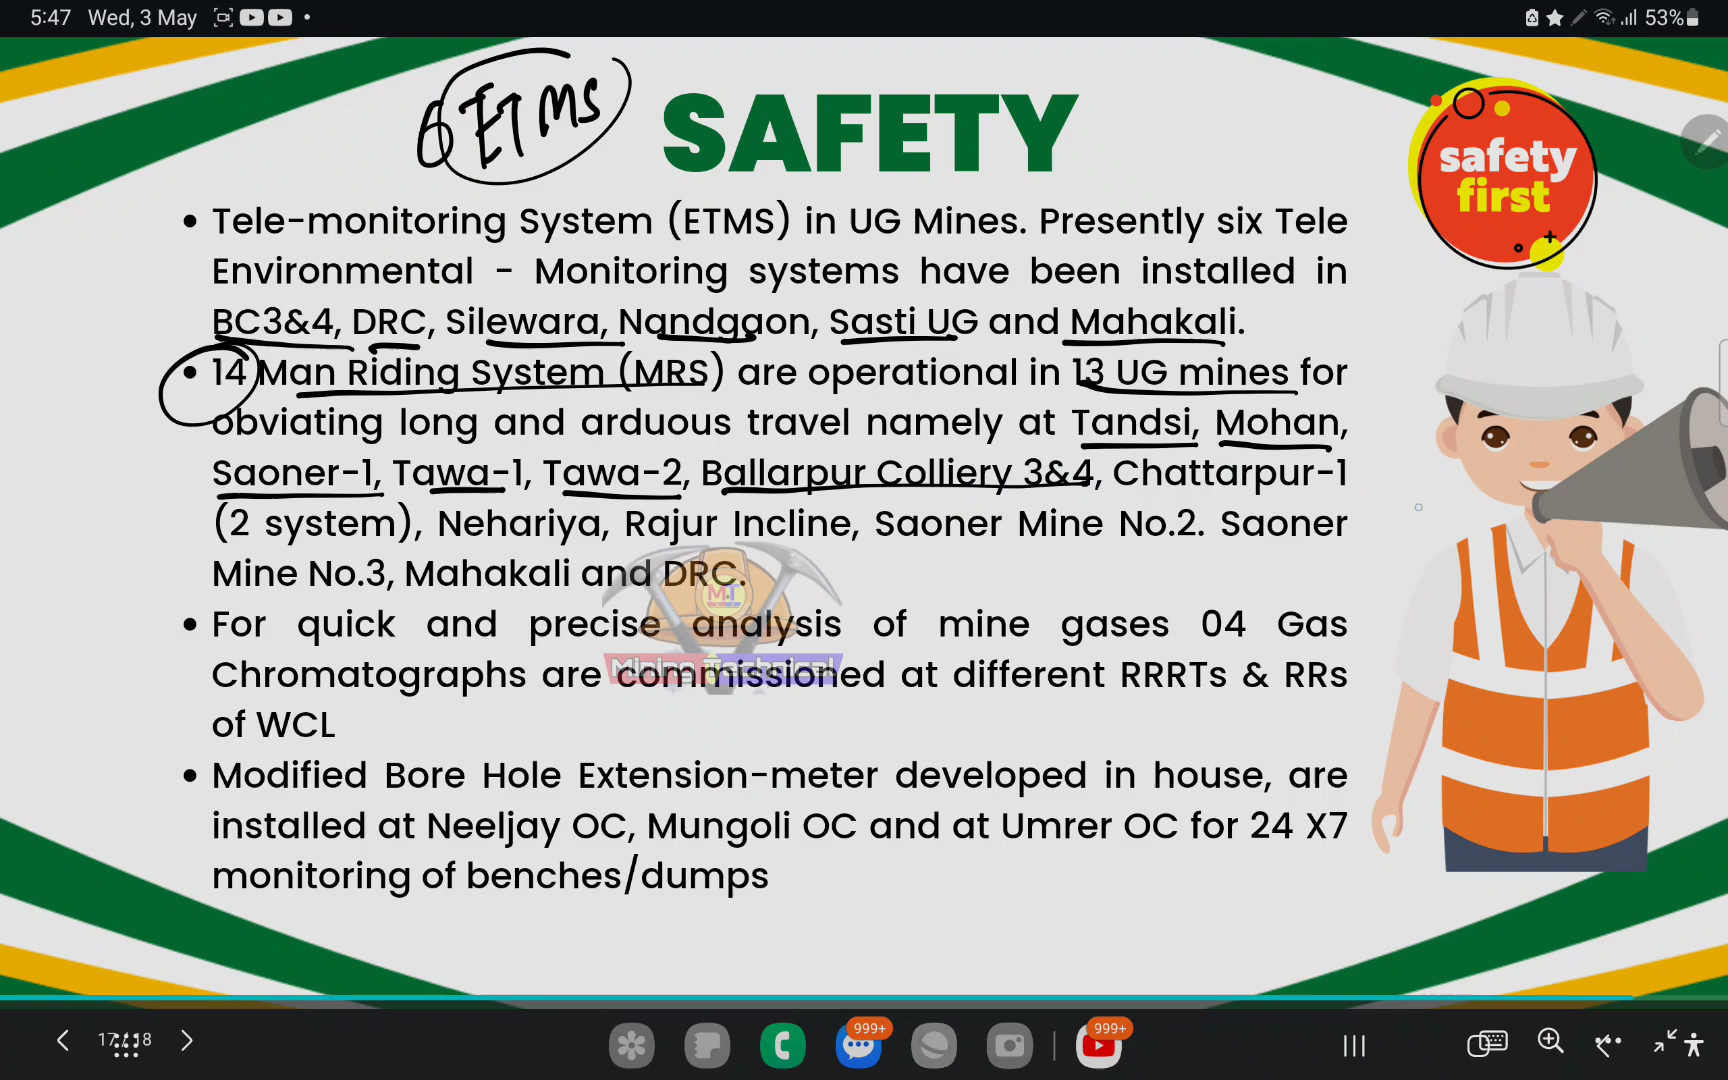 5:47 Wed, 3 May
53%
6 ETMS
SAFETY
safety
first
• Tele-monitoring System (ETMS) in UG Mines. Presently six Tele
Environmental - Monitoring systems have been installed in
BC3&4, DRC, Silewara, Nandgaon, Sasti UG and Mahakali.
• 14 Man Riding System (MRS) are operational in 13 UG mines for
obviating long and arduous travel namely at Tandsi, Mohan,
Saoner-1, Tawa-1, Tawa-2, Ballarpur Colliery 3&4, Chattarpur-1
(2 system), Nehariya, Rajur Incline, Saoner Mine No.2. Saoner
Mine No.3, Mahakali and DRC.
M.T
• For quick and precise analysis of mine gases 04 Gas
Chromatographs are commissioned at different RRRTs & RRs
Mining Technical
of WCL
• Modified Bore Hole Extension-meter developed in house, are
installed at Neeljay OC, Mungoli OC and at Umrer OC for 24 X7
monitoring of benches/dumps
17 / 18
999+
999+